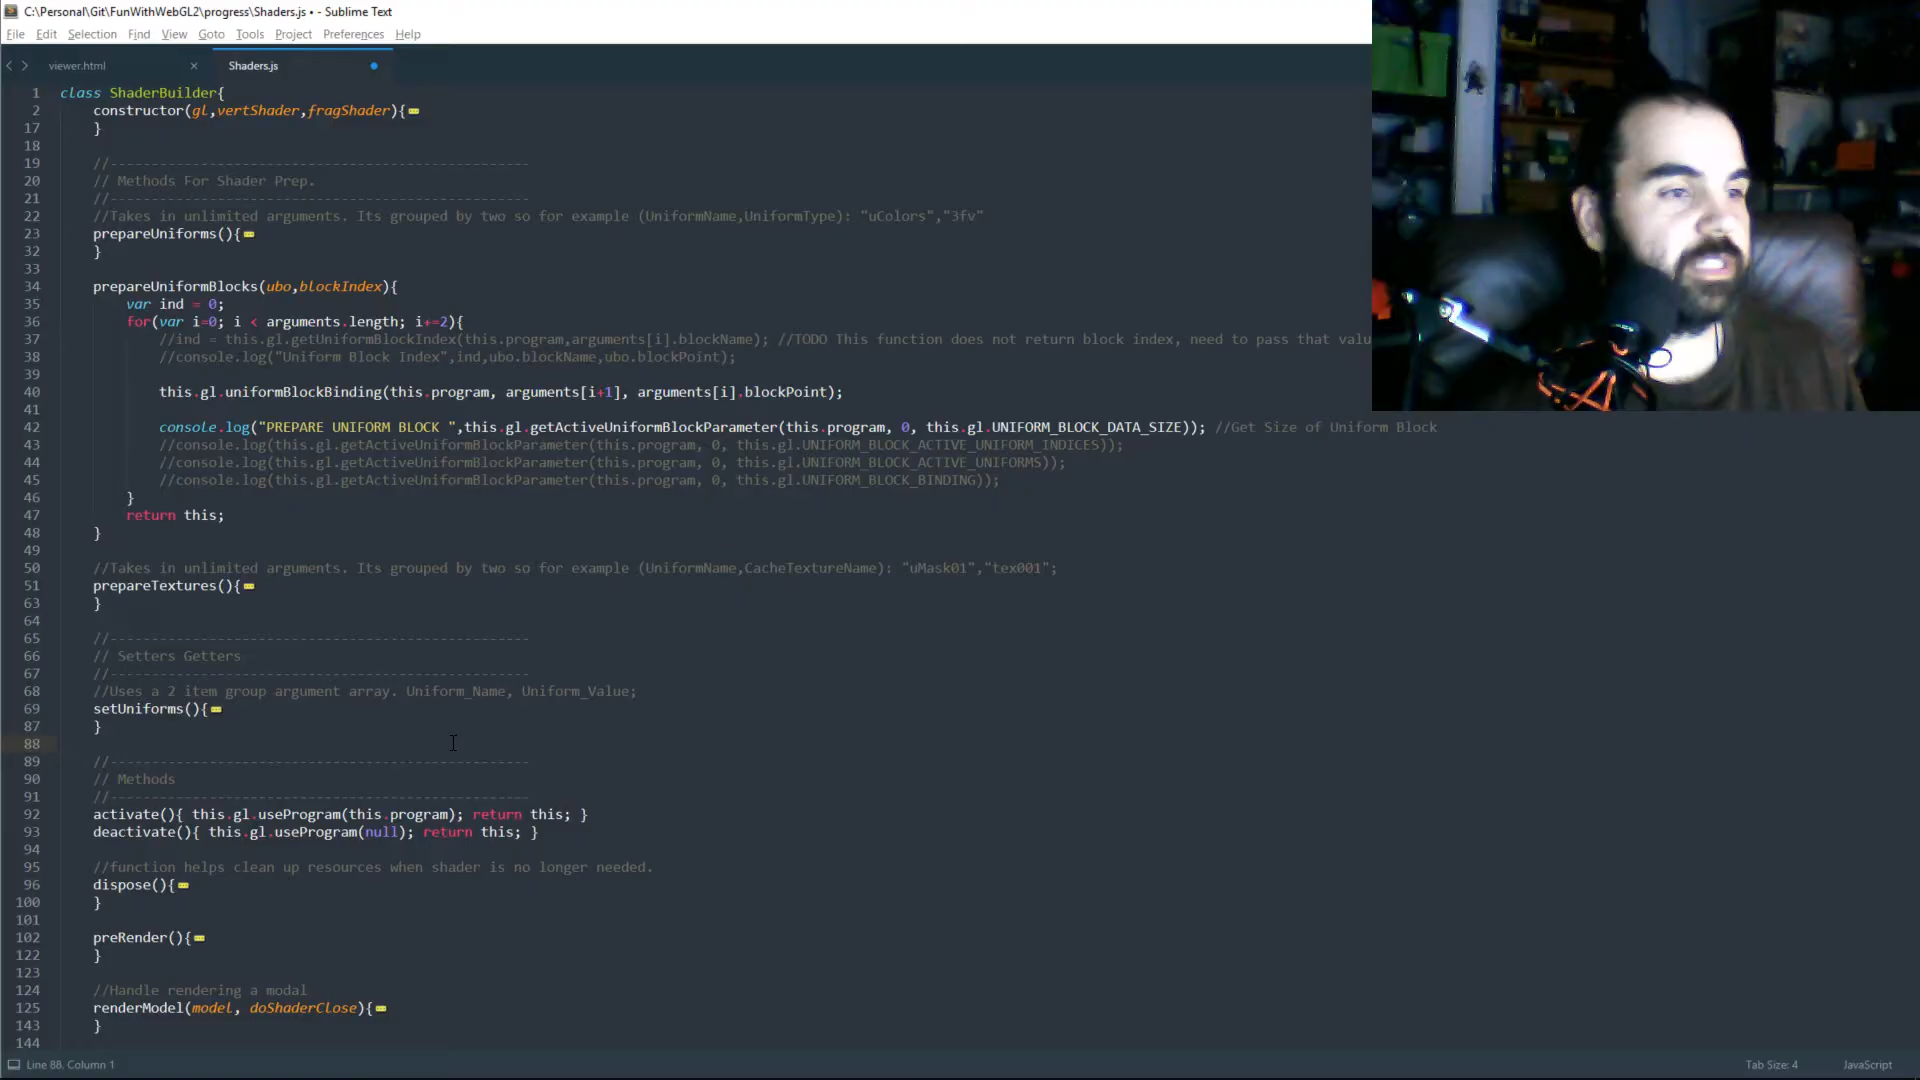 C:\Personal\Git\FunWithWebGL2\progress\Shaders.js • - Sublime Text
File Edit Selection Find View Goto Tools Project Preferences Help
viewer.html × Shaders.js
1 class ShaderBuilder{
2 constructor(gl,vertShader,fragShader){
17 }
18
19 //---------------------------------------------------
20 // Methods For Shader Prep.
21 //---------------------------------------------------
22 //Takes in unlimited arguments. Its grouped by two so for example (UniformName,UniformType): "uColors","3fv"
23 prepareUniforms(){
32 }
33
34 prepareUniformBlocks(ubo,blockIndex){
35 var ind = 0;
36 for(var i=0; i < arguments.length; i+=2){
37 //ind = this.gl.getUniformBlockIndex(this.program,arguments[i].blockName); //TODO This function does not return block index, need to pass that valu
38 //console.log("Uniform Block Index",ind,ubo.blockName,ubo.blockPoint);
39
40 this.gl.uniformBlockBinding(this.program, arguments[i+1], arguments[i].blockPoint);
41
42 console.log("PREPARE UNIFORM BLOCK ",this.gl.getActiveUniformBlockParameter(this.program, 0, this.gl.UNIFORM_BLOCK_DATA_SIZE)); //Get Size of Uniform Block
43 //console.log(this.gl.getActiveUniformBlockParameter(this.program, 0, this.gl.UNIFORM_BLOCK_ACTIVE_UNIFORM_INDICES));
44 //console.log(this.gl.getActiveUniformBlockParameter(this.program, 0, this.gl.UNIFORM_BLOCK_ACTIVE_UNIFORMS));
45 //console.log(this.gl.getActiveUniformBlockParameter(this.program, 0, this.gl.UNIFORM_BLOCK_BINDING));
46 }
47 return this;
48 }
49
50 //Takes in unlimited arguments. Its grouped by two so for example (UniformName,CacheTextureName): "uMask01","tex001";
51 prepareTextures(){
63 }
64
65 //---------------------------------------------------
66 // Setters Getters
67 //---------------------------------------------------
68 //Uses a 2 item group argument array. Uniform_Name, Uniform_Value;
69 setUniforms(){
87 }
88
89 //---------------------------------------------------
90 // Methods
91 //---------------------------------------------------
92 activate(){ this.gl.useProgram(this.program); return this; }
93 deactivate(){ this.gl.useProgram(null); return this; }
94
95 //function helps clean up resources when shader is no longer needed.
96 dispose(){
100 }
101
102 preRender(){
122 }
123
124 //Handle rendering a modal
125 renderModel(model, doShaderClose){
143 }
144
Line 88, Column 1 Tab Size: 4 JavaScript